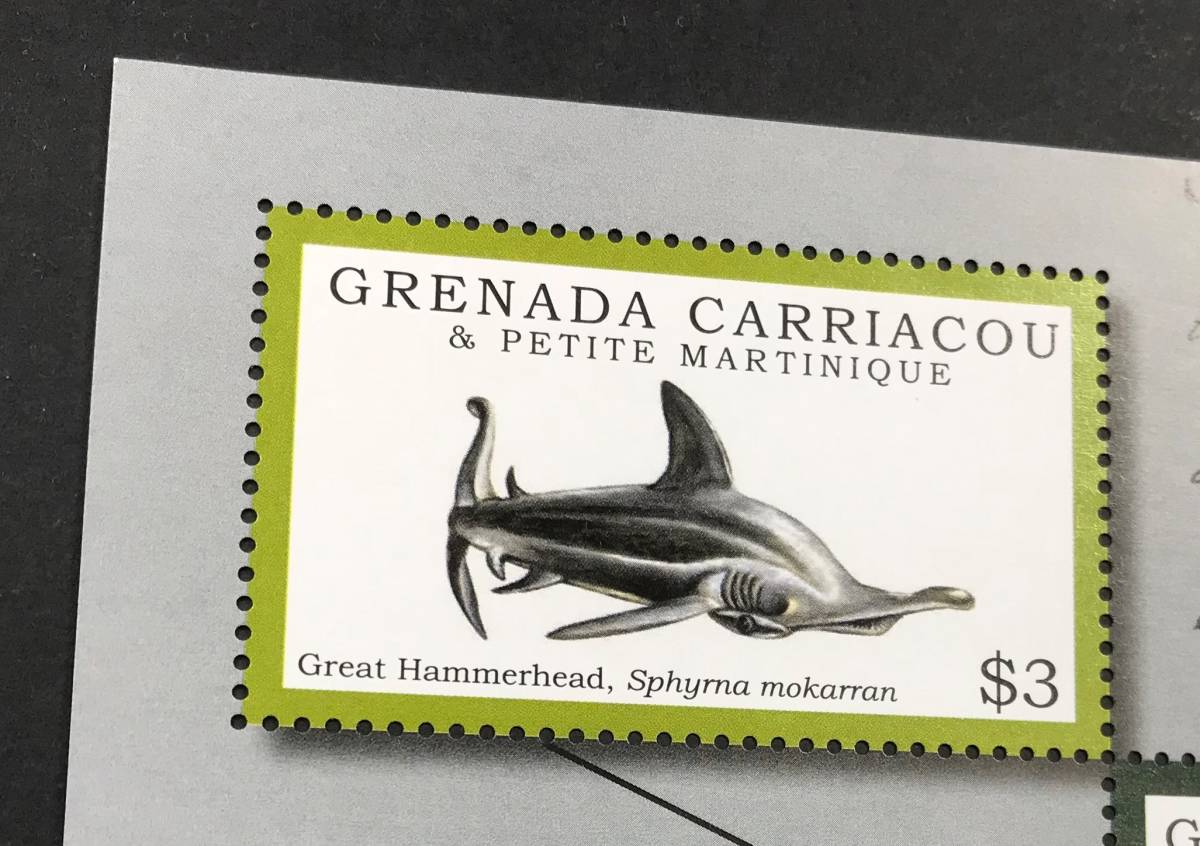 GRENADA CARRIACOU
& PETITE MARTINIQUE
Great Hammerhead, Sphyrna mokarran
$3
G